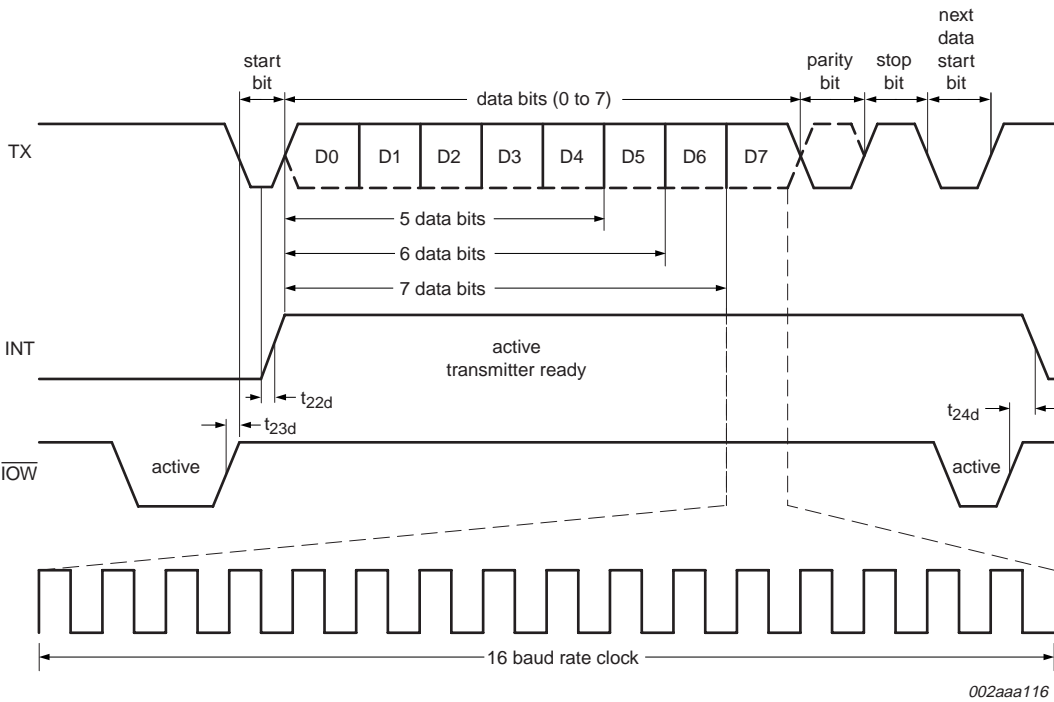 next
data
start
bit
start
bit
parity
bit
stop
bit
data bits (0 to 7)
TX
D0 D1 D2 D3 D4 D5 D6 D7
5 data bits
6 data bits
7 data bits
INT
active
transmitter ready
t22d
t23d
t24d
IOW
active
active
16 baud rate clock
002aaa116